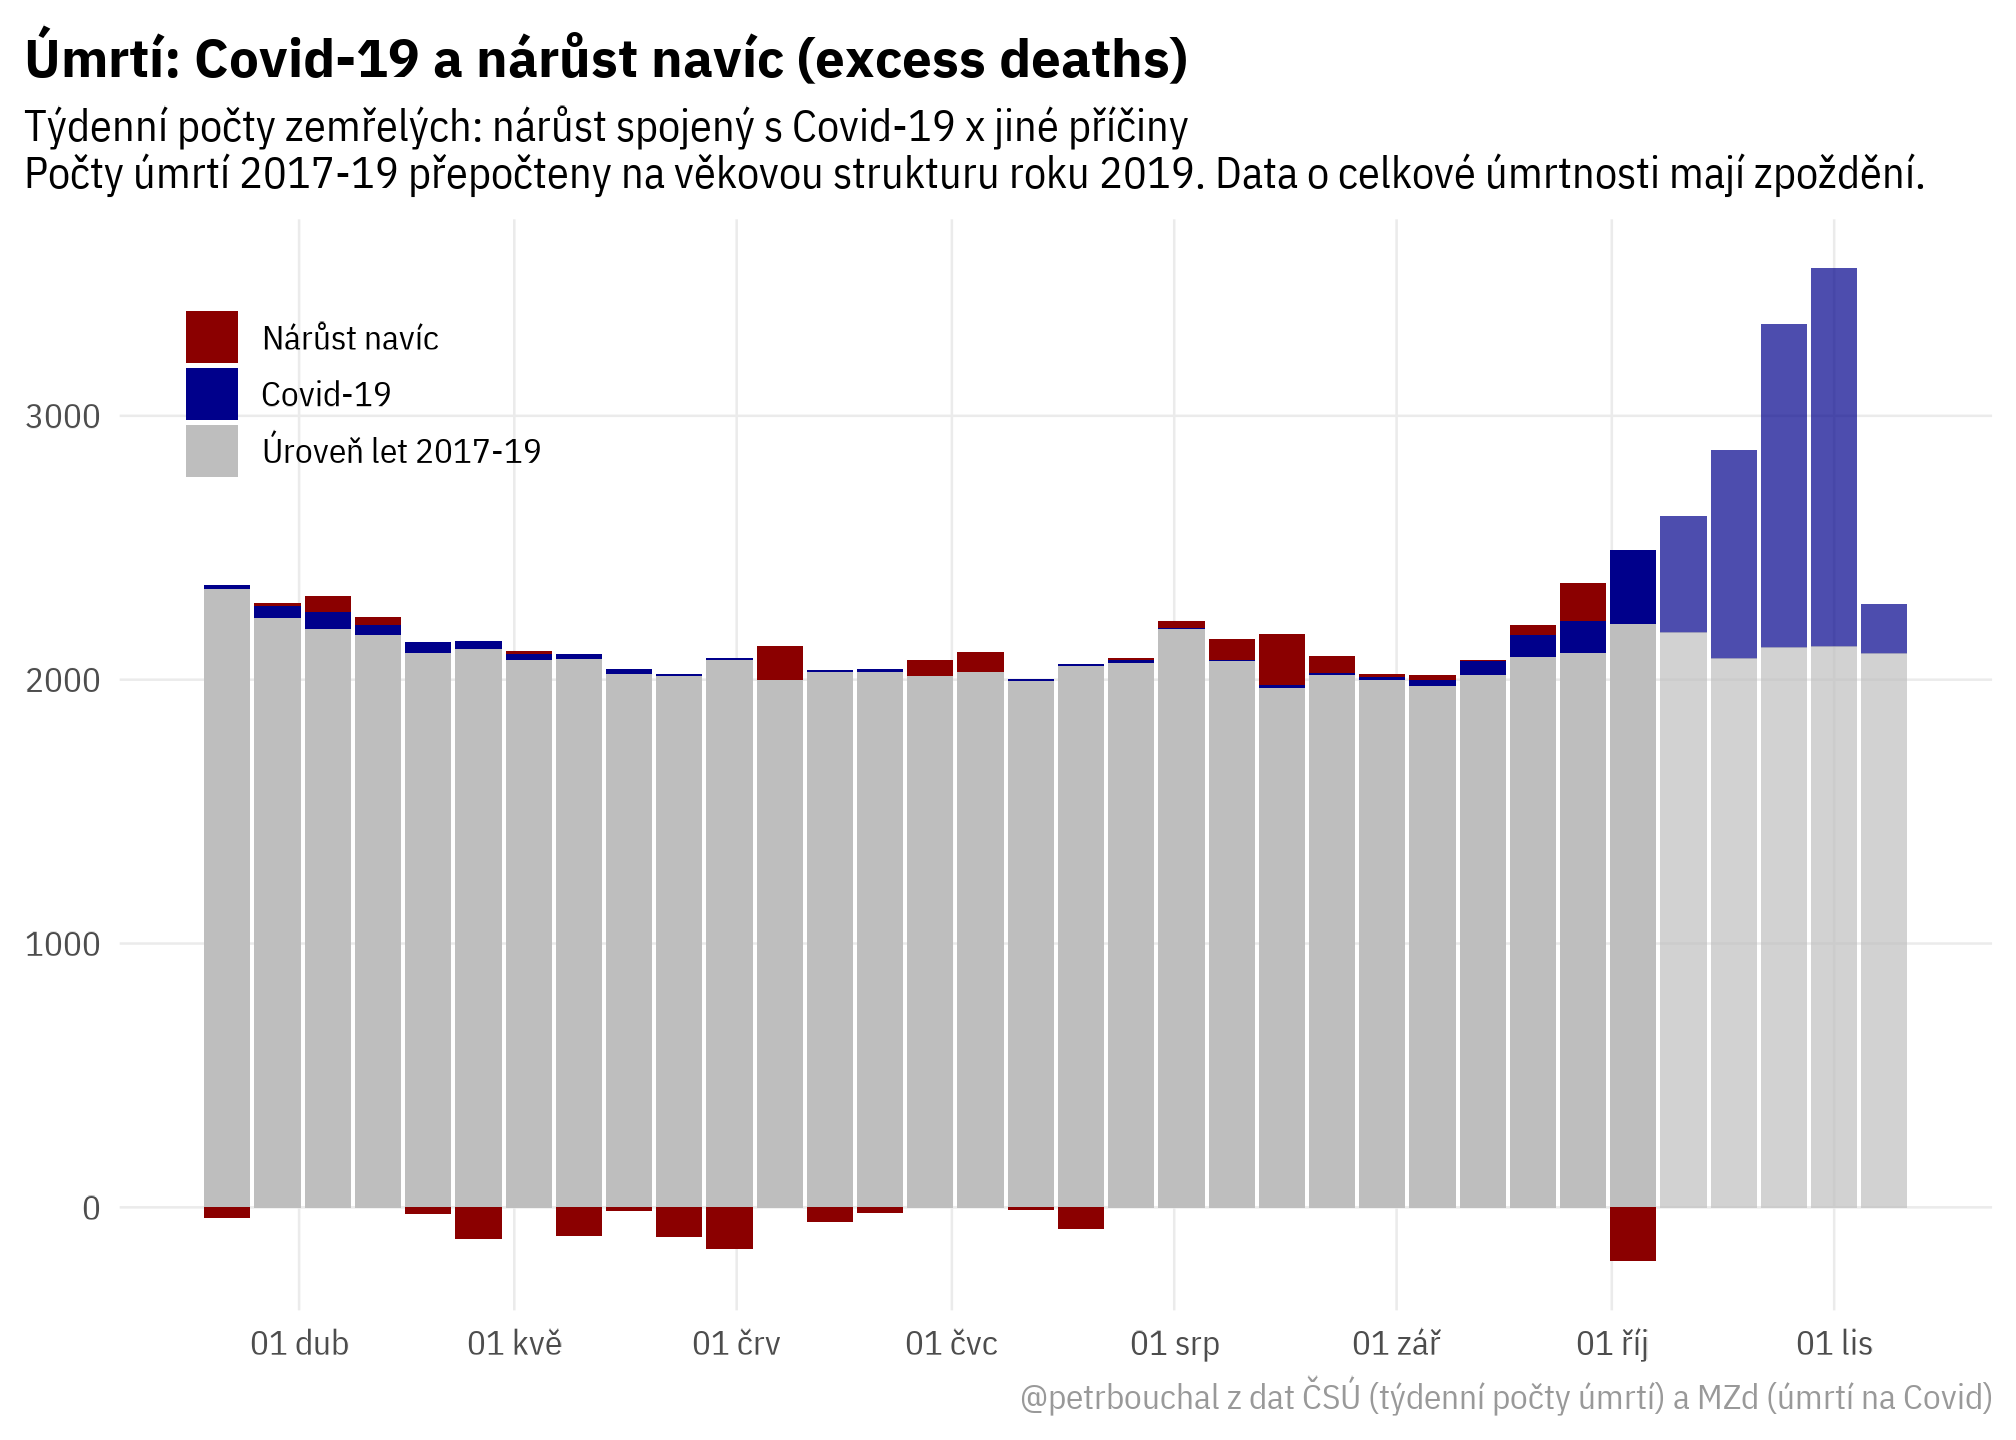 Úmrtí: Covid-19 a nárůst navíc (excess deaths)
Týdenní počty zemřelých: nárůst spojený s Covid-19 x jiné příčiny
Počty úmrtí 2017-19 přepočteny na věkovou strukturu roku 2019. Data o celkové úmrtnosti mají zpoždění.
Nárůst navíc
Covid-19
Úroveň let 2017-19
3000
2000
1000
0
01 dub
01 kvě
01 črv
01 čvc
01 srp
01 zář
01 říj
01 lis
@petrbouchal z dat ČSÚ (týdenní počty úmrtí) a MZd (úmrtí na Covid)